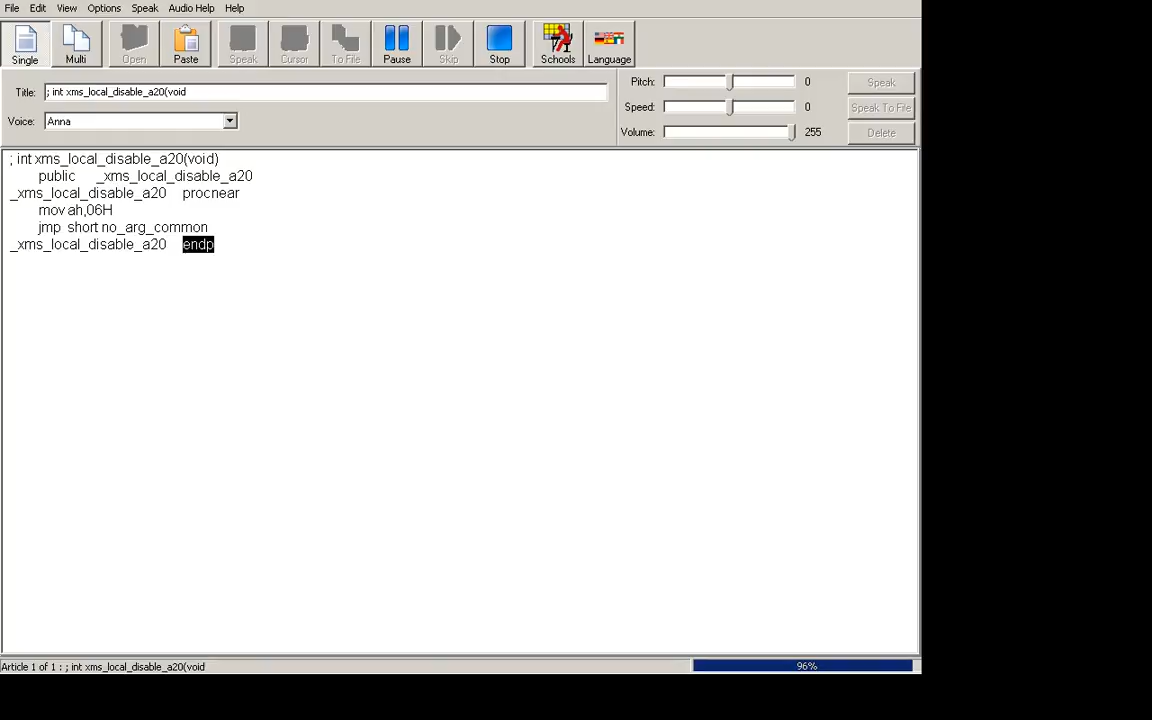 File Edit View Options Speak Audio Help Help
Single Multi Open Paste Speak Cursor To File Pause Skip Stop Schools Language
Title: ; int xms_local_disable_a20(void
Voice: Anna
Pitch: 0 Speak
Speed: 0 Speak To File
Volume: 255 Delete
; int xms_local_disable_a20(void)
public _xms_local_disable_a20
_xms_local_disable_a20 procnear
mov ah,06H
jmp short no_arg_common
_xms_local_disable_a20 endp
Article 1 of 1 : ; int xms_local_disable_a20(void 96%